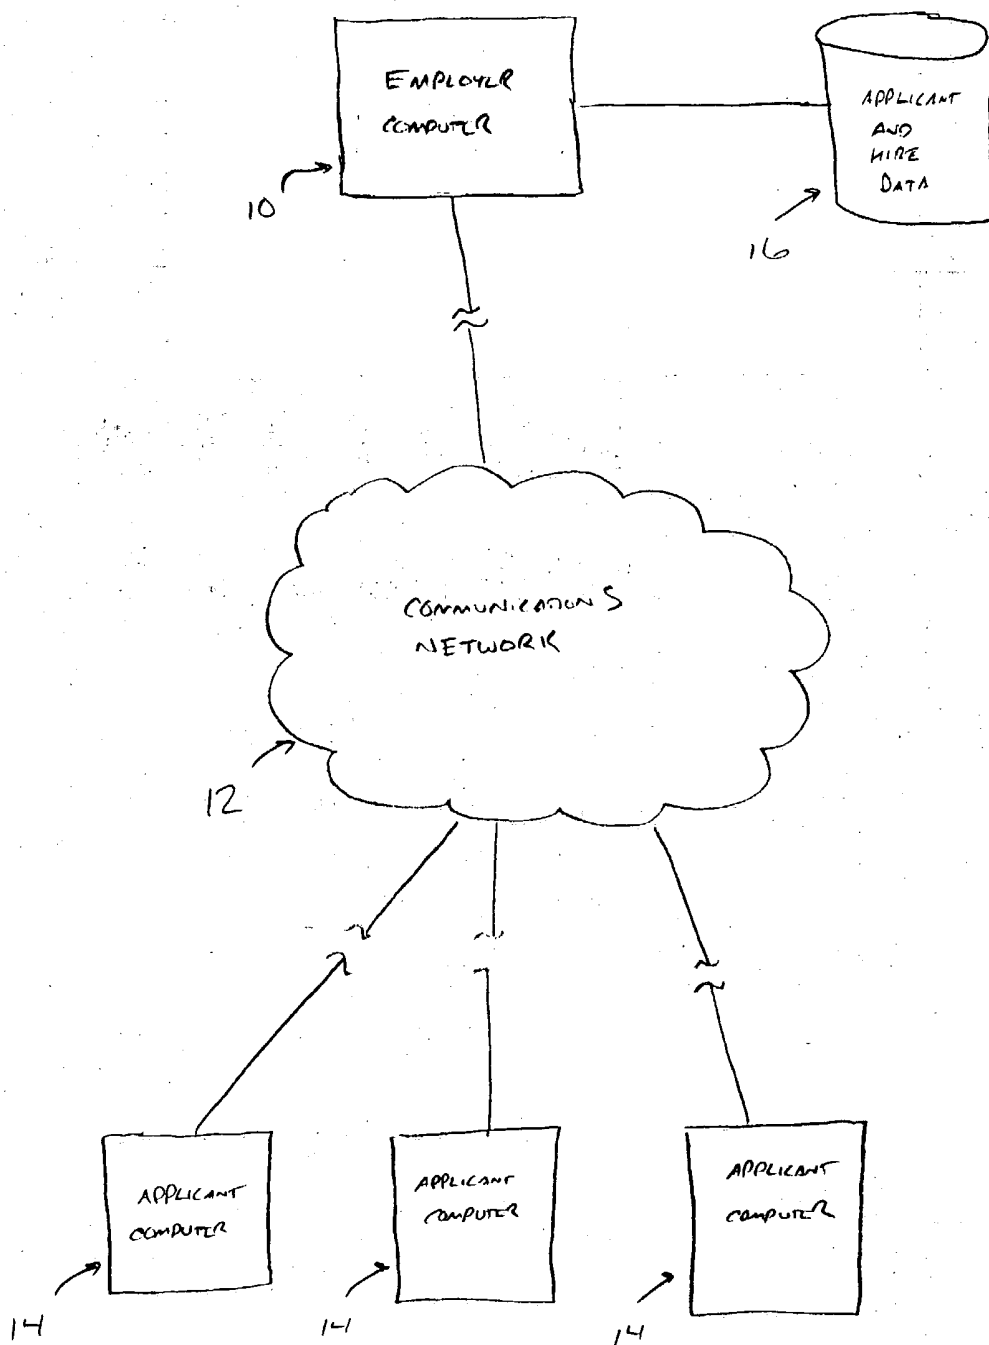 EMPLOYER
COMPUTER
10
APPLICANT
AND
HIRE
DATA
16
COMMUNICATIONS
NETWORK
12
APPLICANT
COMPUTER
14
APPLICANT
COMPUTER
14
APPLICANT
COMPUTER
14